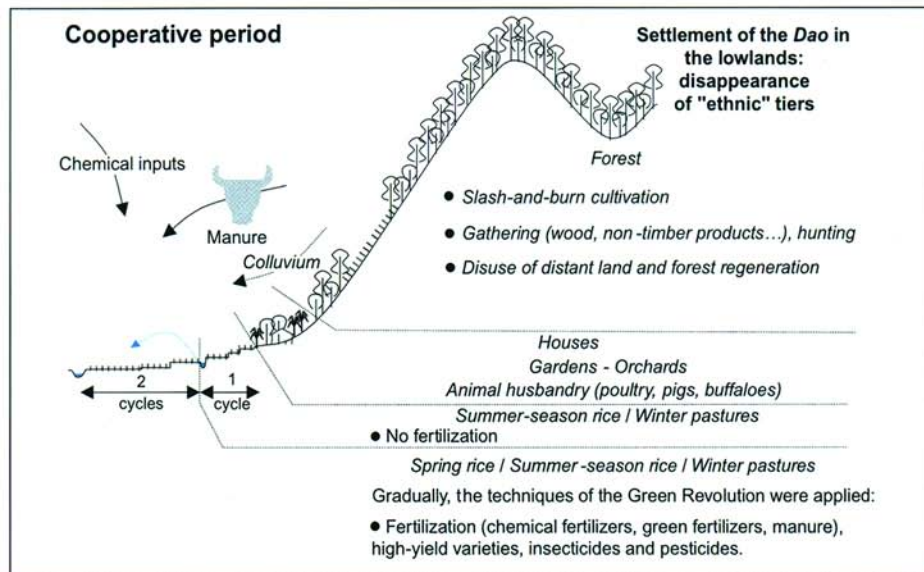 Cooperative period
Settlement of the Dao in
the lowlands:
disappearance
of "ethnic" tiers
Chemical inputs
Manure
Colluvium
Forest
● Slash-and-burn cultivation
● Gathering (wood, non-timber products...), hunting
● Disuse of distant land and forest regeneration
Houses
Gardens - Orchards
Animal husbandry (poultry, pigs, buffaloes)
2
cycles
1
cycle
Summer-season rice / Winter pastures
● No fertilization
Spring rice / Summer-season rice / Winter pastures
Gradually, the techniques of the Green Revolution were applied:
● Fertilization (chemical fertilizers, green fertilizers, manure),
high-yield varieties, insecticides and pesticides.